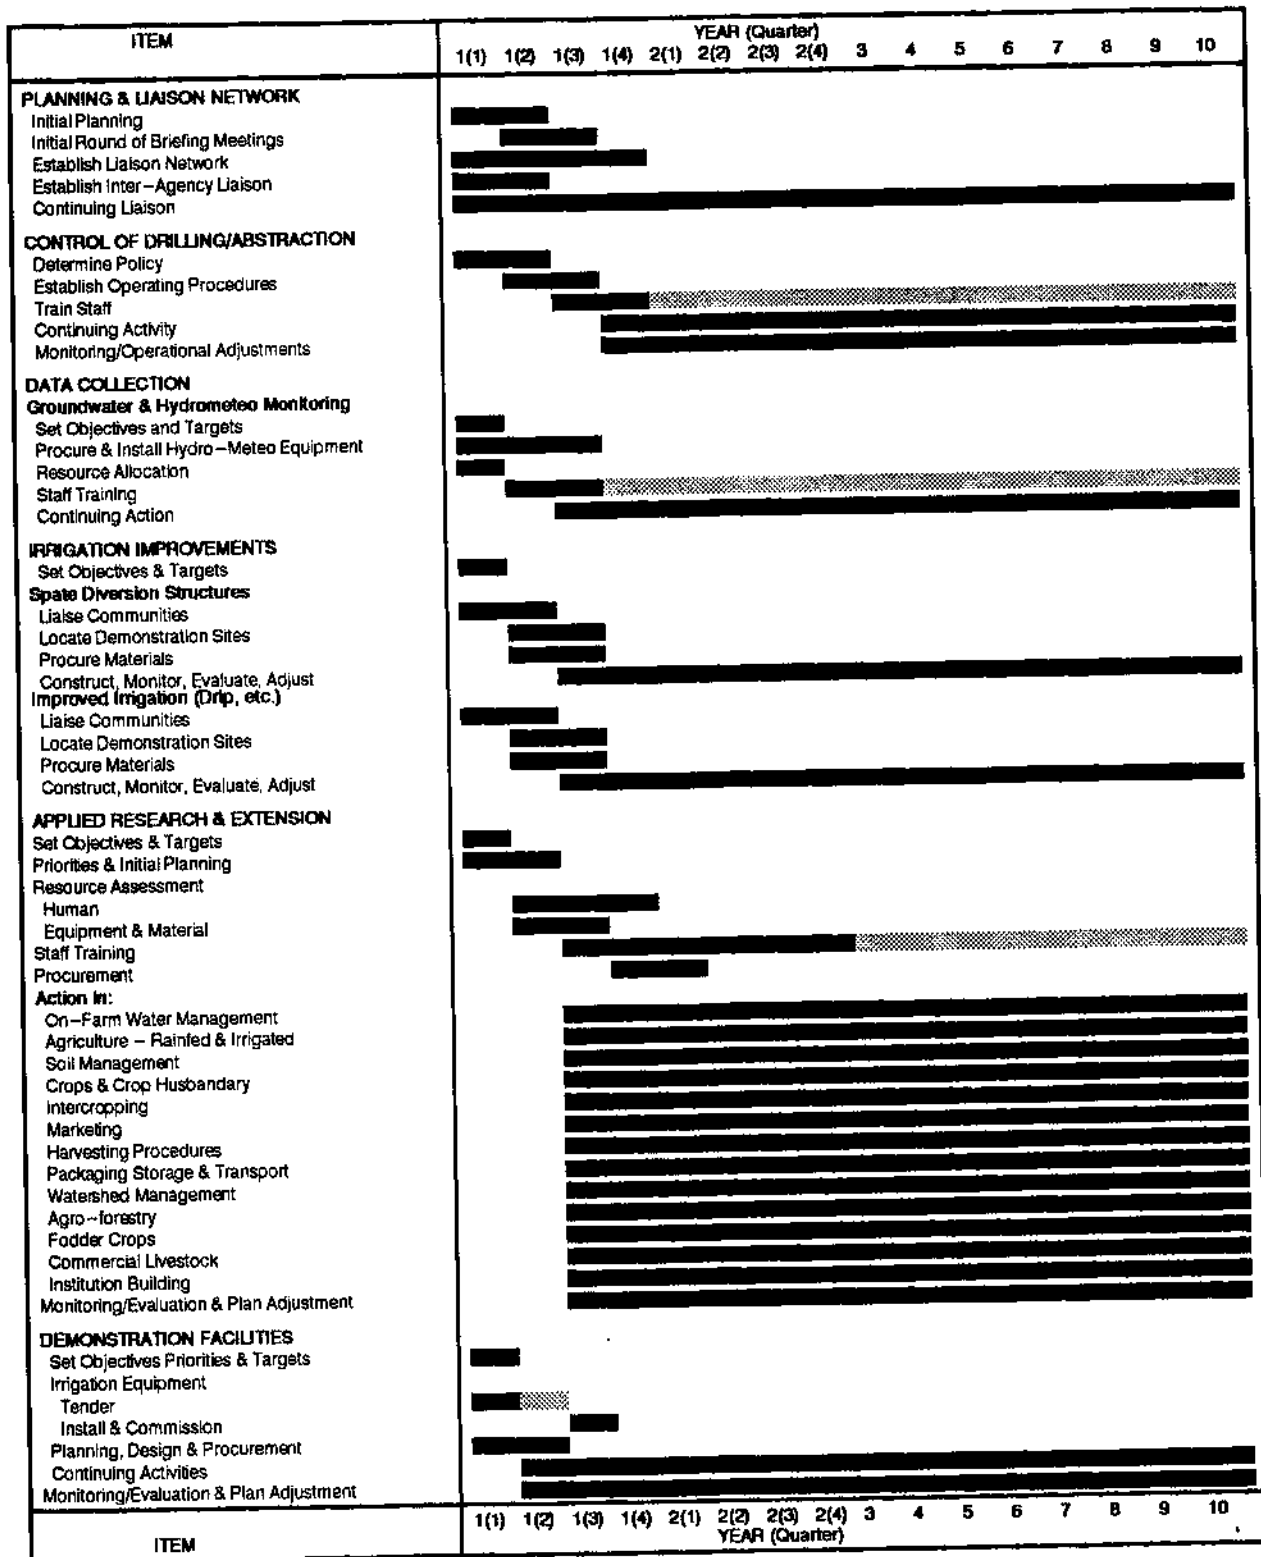 ITEM
YEAR (Quarter)
1(1) 1(2) 1(3) 1(4) 2(1) 2(2) 2(3) 2(4) 3 4 5 6 7 8 9 10
PLANNING & LIAISON NETWORK
Initial Planning
Initial Round of Briefing Meetings
Establish Liaison Network
Establish Inter-Agency Liaison
Continuing Liaison
CONTROL OF DRILLING/ABSTRACTION
Determine Policy
Establish Operating Procedures
Train Staff
Continuing Activity
Monitoring/Operational Adjustments
DATA COLLECTION
Groundwater & Hydrometeo Monitoring
Set Objectives and Targets
Procure & Install Hydro-Meteo Equipment
Resource Allocation
Staff Training
Continuing Action
IRRIGATION IMPROVEMENTS
Set Objectives & Targets
Spate Diversion Structures
Liaise Communities
Locate Demonstration Sites
Procure Materials
Construct, Monitor, Evaluate, Adjust
Improved Irrigation (Drip, etc.)
Liaise Communities
Locate Demonstration Sites
Procure Materials
Construct, Monitor, Evaluate, Adjust
APPLIED RESEARCH & EXTENSION
Set Objectives & Targets
Priorities & Initial Planning
Resource Assessment
Human
Equipment & Material
Staff Training
Procurement
Action In:
On-Farm Water Management
Agriculture - Rainfed & Irrigated
Soil Management
Crops & Crop Husbandary
Intercropping
Marketing
Harvesting Procedures
Packaging Storage & Transport
Watershed Management
Agro-forestry
Fodder Crops
Commercial Livestock
Institution Building
Monitoring/Evaluation & Plan Adjustment
DEMONSTRATION FACILITIES
Set Objectives Priorities & Targets
Irrigation Equipment
Tender
Install & Commission
Planning, Design & Procurement
Continuing Activities
Monitoring/Evaluation & Plan Adjustment
1(1) 1(2) 1(3) 1(4) 2(1) 2(2) 2(3) 2(4) 3 4 5 6 7 8 9 10
YEAR (Quarter)
ITEM